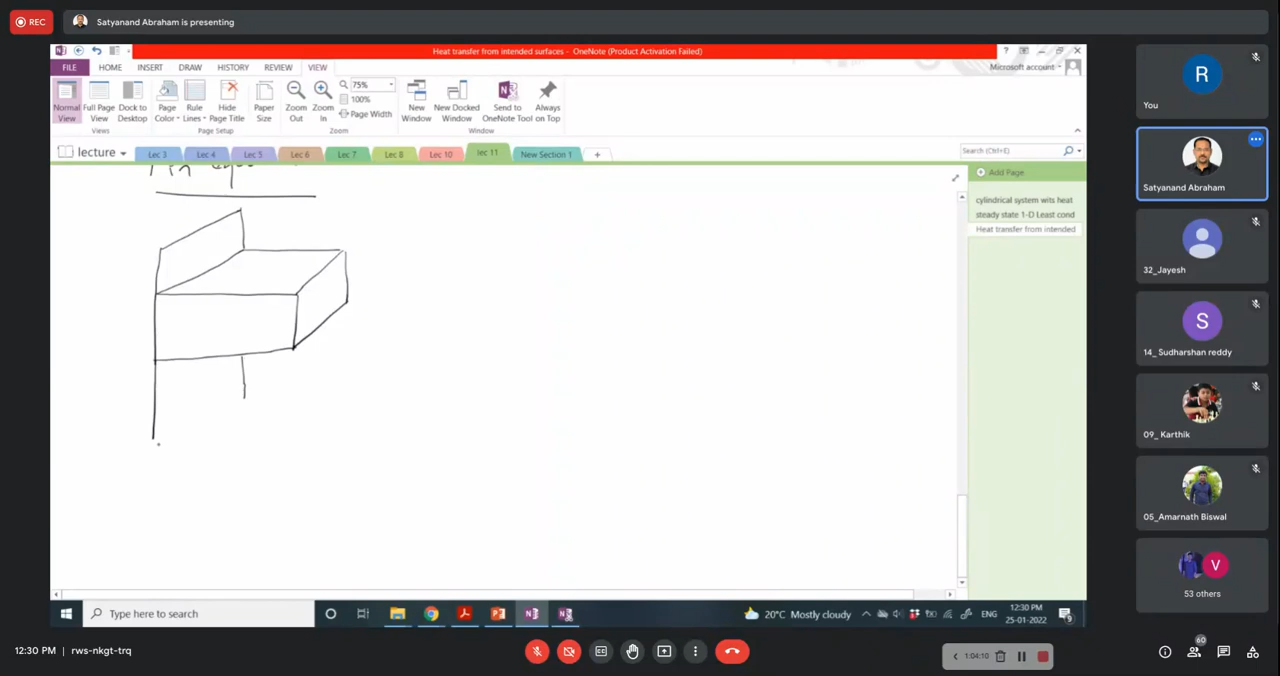 REC
Satyanand Abraham is presenting
Heat transfer from intended surfaces - OneNote (Product Activation Failed)
FILE HOME INSERT DRAW HISTORY REVIEW VIEW
Microsoft account
Normal View
Full Page View
Dock to Desktop
Views
Page Color
Rule Lines
Hide Page Title
Page Setup
Paper Size
Zoom Out
Zoom In
75%
100%
Page Width
Zoom
New Window
New Docked Window
Send to OneNote Tool
Always on Top
Window
lecture
Lec 3 Lec 4 Lec 5 Lec 6 Lec 7 Lec 8 Lec 10 lec 11 New Section 1 +
Search (Ctrl+E)
Add Page
cylindrical system wits heat
steady state 1-D Least cond
Heat transfer from intended
R
You
Satyanand Abraham
32_Jayesh
S
14_ Sudharshan reddy
09_ Karthik
05_Amarnath Biswal
V
53 others
Type here to search
20°C Mostly cloudy
ENG
12:30 PM
25-01-2022
9
12:30 PM | rws-nkgt-trq
1:04:10
60